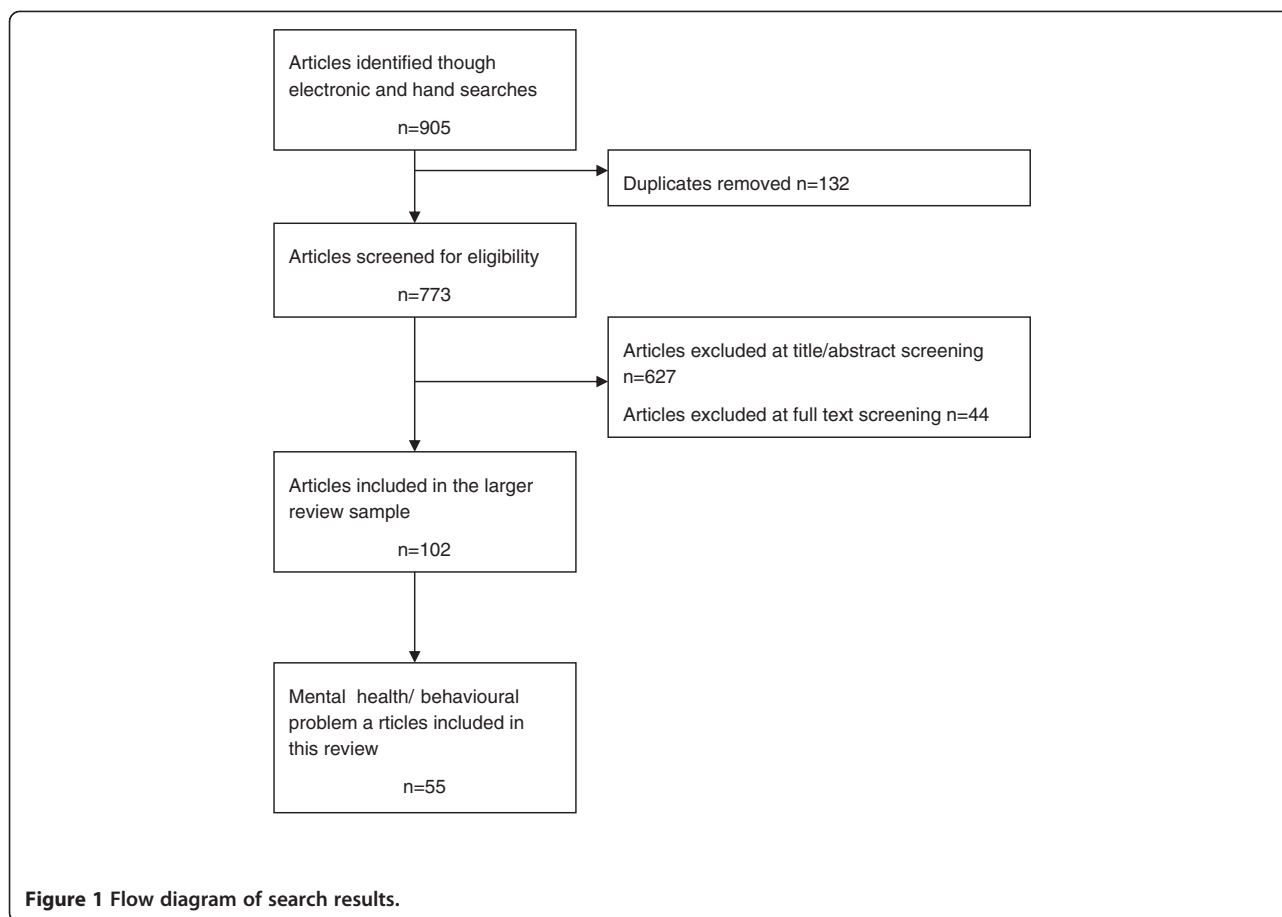 Articles identified though
electronic and hand searches
n=905
Duplicates removed n=132
Articles screened for eligibility
n=773
Articles excluded at title/abstract screening
n=627
Articles excluded at full text screening n=44
Articles included in the larger
review sample
n=102
Mental health/ behavioural
problem a rticles included in
this review
n=55
Figure 1 Flow diagram of search results.